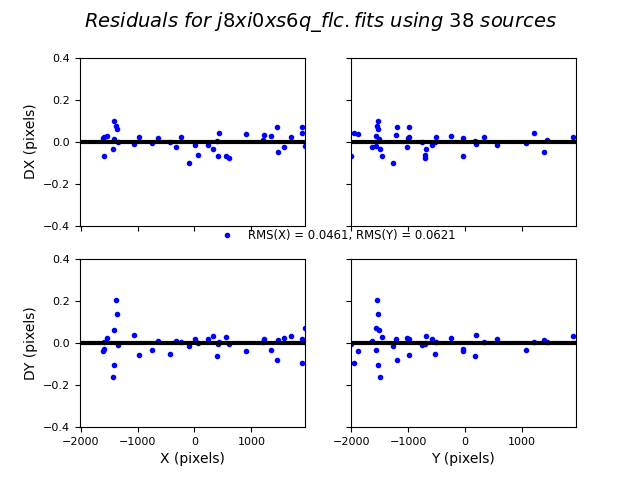 Residuals for j8xi0xs6q_flc.fits using 38 sources
0.4
0.2
0.0
−0.2
−0.4
DX (pixels)
RMS(X) = 0.0461, RMS(Y) = 0.0621
0.4
0.2
0.0
−0.2
−0.4
DY (pixels)
−2000 −1000 0 1000
−2000 −1000 0 1000
X (pixels)
Y (pixels)